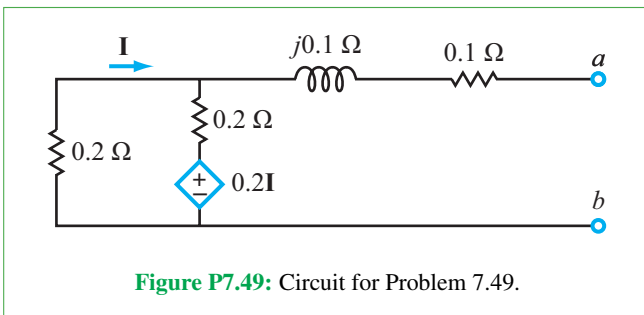 I
j0.1 Ω
0.1 Ω
a
0.2 Ω
0.2 Ω
+
−
0.2I
b
Figure P7.49: Circuit for Problem 7.49.